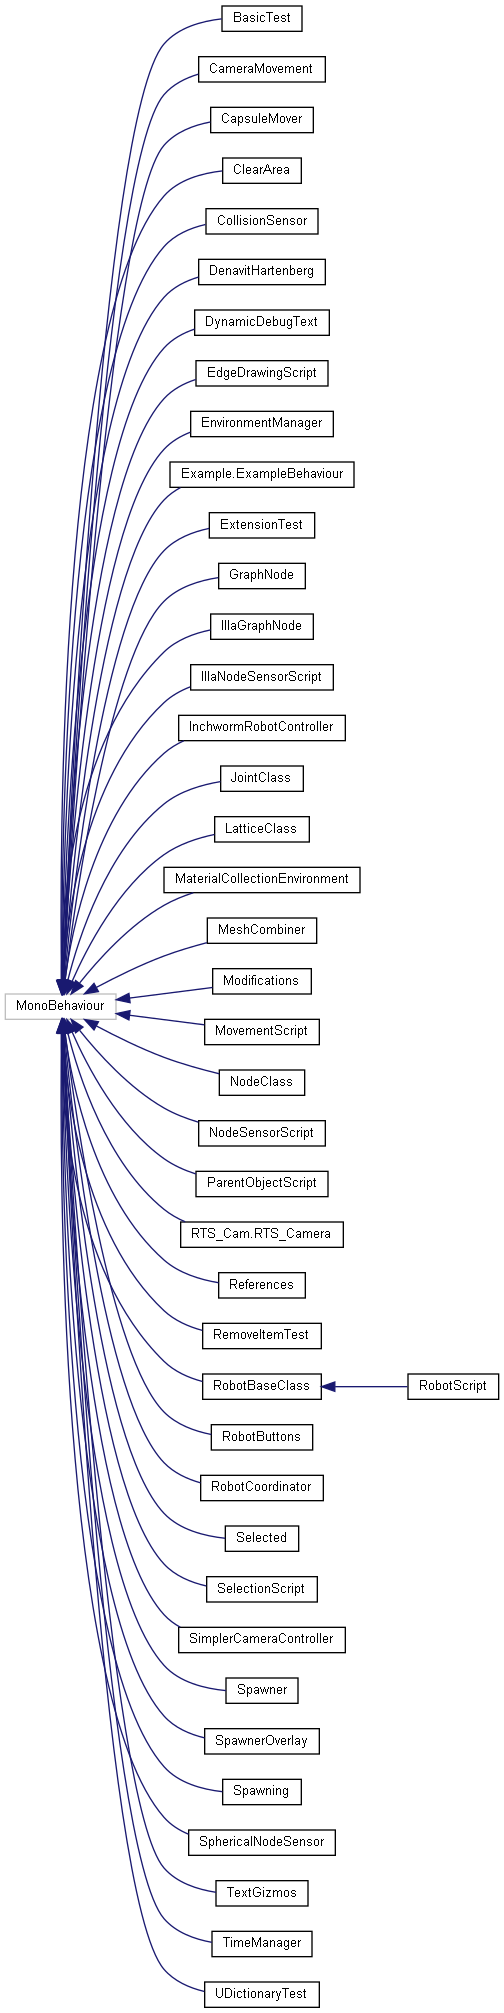 BasicTest
CameraMovement
CapsuleMover
ClearArea
CollisionSensor
DenavitHartenberg
DynamicDebugText
EdgeDrawingScript
EnvironmentManager
Example.ExampleBehaviour
ExtensionTest
GraphNode
IllaGraphNode
IllaNodeSensorScript
InchwormRobotController
JointClass
LatticeClass
MaterialCollectionEnvironment
MeshCombiner
Modifications
MonoBehaviour
MovementScript
NodeClass
NodeSensorScript
ParentObjectScript
RTS_Cam.RTS_Camera
References
RemoveItemTest
RobotBaseClass RobotScript
RobotButtons
RobotCoordinator
Selected
SelectionScript
SimplerCameraController
Spawner
SpawnerOverlay
Spawning
SphericalNodeSensor
TextGizmos
TimeManager
UDictionaryTest